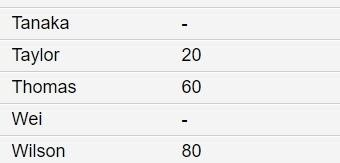 Tanaka -
Taylor 20
Thomas 60
Wei -
Wilson 80